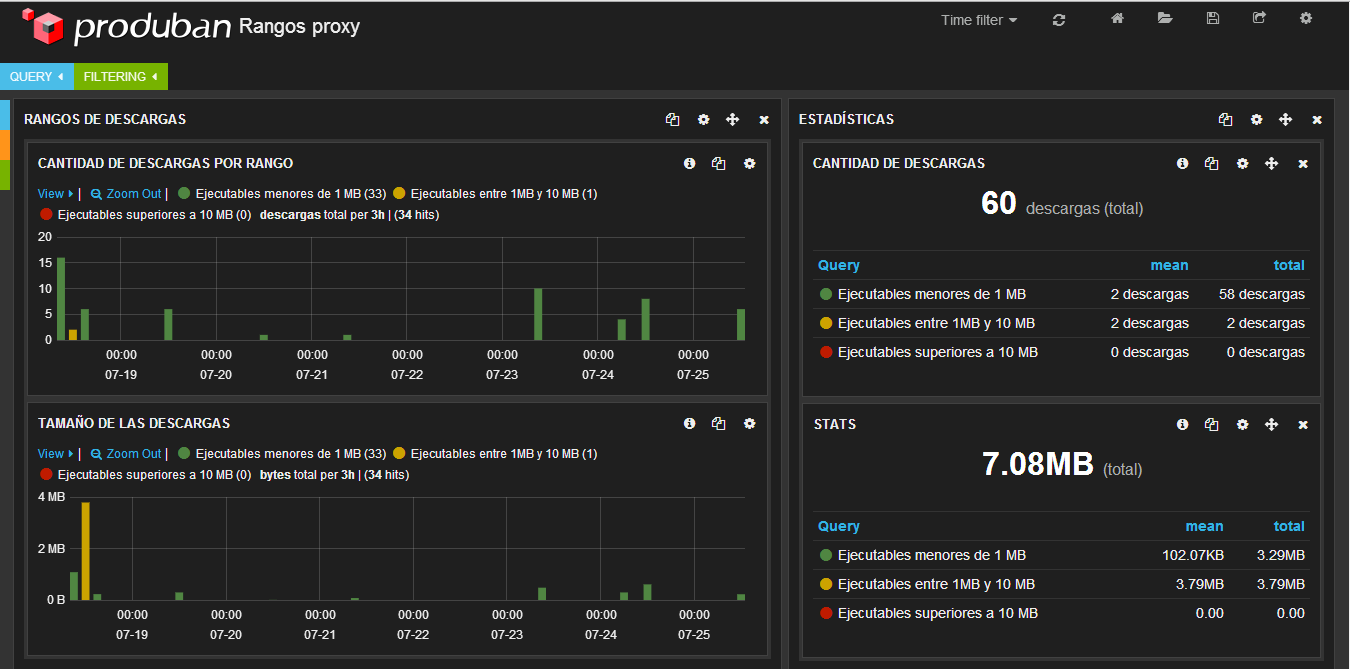 produban Rangos proxy
Time filter
QUERY
FILTERING
RANGOS DE DESCARGAS
CANTIDAD DE DESCARGAS POR RANGO
View | Zoom Out | Ejecutables menores de 1 MB (33) Ejecutables entre 1MB y 10 MB (1)
Ejecutables superiores a 10 MB (0) descargas total per 3h | (34 hits)
20
15
10
5
0
00:00 00:00 00:00 00:00 00:00 00:00 00:00
07-19 07-20 07-21 07-22 07-23 07-24 07-25
TAMAÑO DE LAS DESCARGAS
View | Zoom Out | Ejecutables menores de 1 MB (33) Ejecutables entre 1MB y 10 MB (1)
Ejecutables superiores a 10 MB (0) bytes total per 3h | (34 hits)
4 MB
2 MB
0 B
00:00 00:00 00:00 00:00 00:00 00:00 00:00
07-19 07-20 07-21 07-22 07-23 07-24 07-25
ESTADÍSTICAS
CANTIDAD DE DESCARGAS
60 descargas (total)
Query mean total
Ejecutables menores de 1 MB 2 descargas 58 descargas
Ejecutables entre 1MB y 10 MB 2 descargas 2 descargas
Ejecutables superiores a 10 MB 0 descargas 0 descargas
STATS
7.08MB (total)
Query mean total
Ejecutables menores de 1 MB 102.07KB 3.29MB
Ejecutables entre 1MB y 10 MB 3.79MB 3.79MB
Ejecutables superiores a 10 MB 0.00 0.00